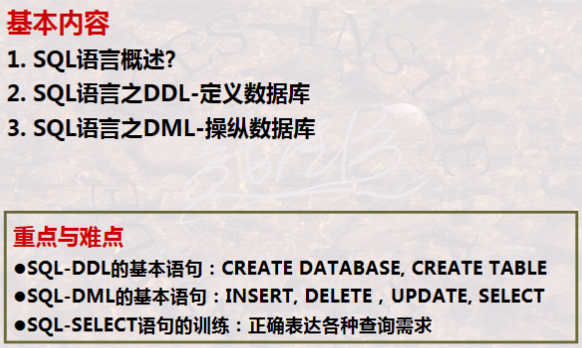 基本内容
1. SQL语言概述?
2. SQL语言之DDL-定义数据库
3. SQL语言之DML-操纵数据库
重点与难点
●SQL-DDL的基本语句：CREATE DATABASE, CREATE TABLE
●SQL-DML的基本语句：INSERT, DELETE , UPDATE, SELECT
●SQL-SELECT语句的训练：正确表达各种查询需求